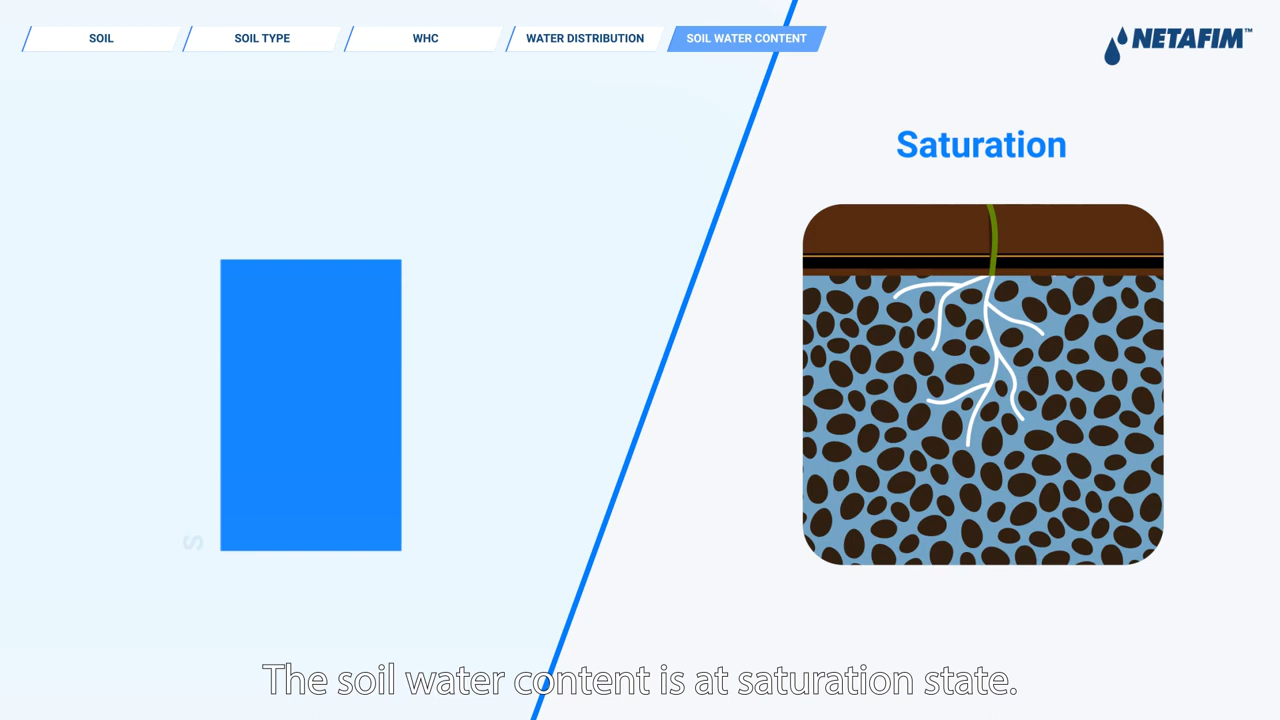 SOIL
SOIL TYPE
WHC
WATER DISTRIBUTION
SOIL WATER CONTENT
NETAFIM™
Saturation
S
The soil water content is at saturation state.